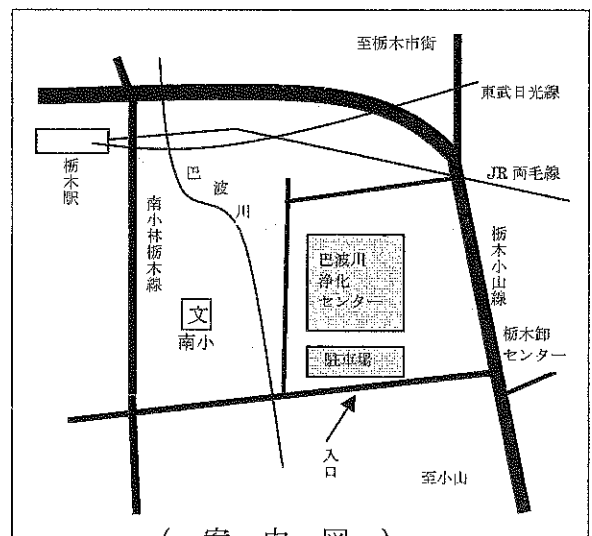 至栃木市街
東武日光線
栃木駅
JR両毛線
巴波川
南小林栃木線
栃木小山線
巴波川
浄化
センター
文
南小
駐車場
栃木卸
センター
入口
至小山
(案内図)